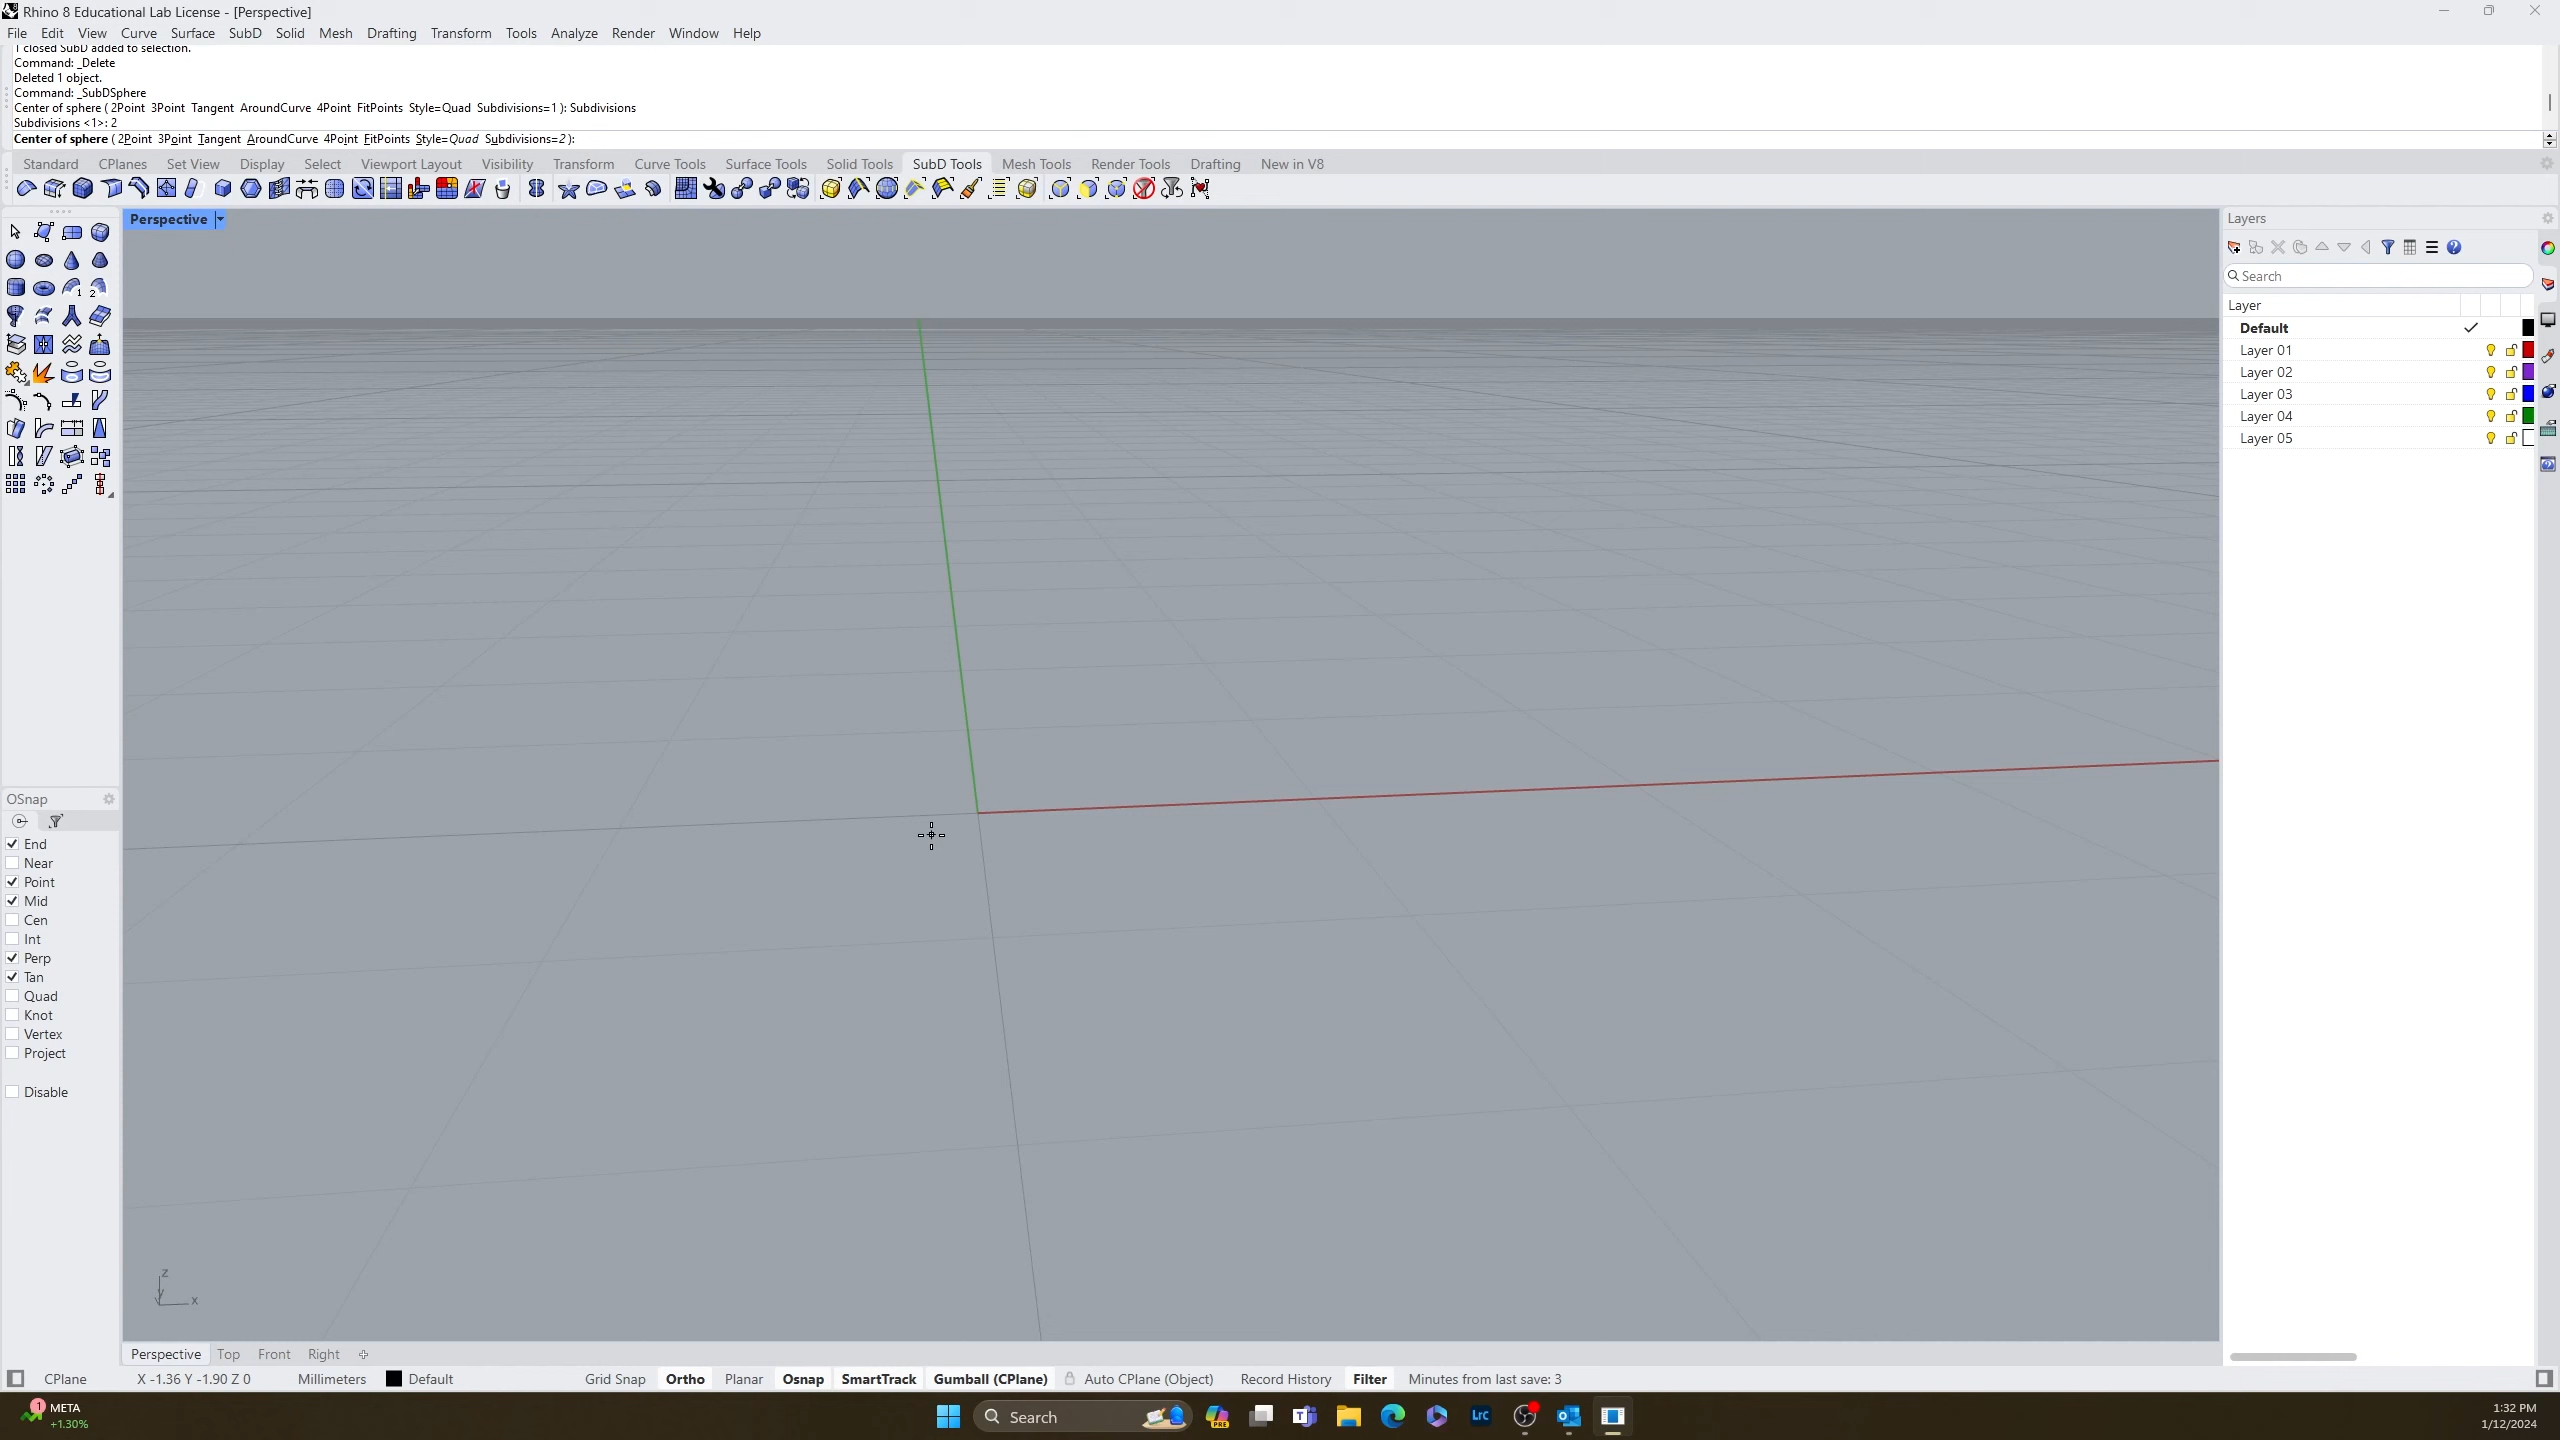 Rhino 8 Educational Lab License - [Perspective]
File Edit View Curve Surface SubD Solid Mesh Drafting Transform Tools Analyze Render Window Help
1 closed SubD added to selection.
Command: _Delete
Deleted 1 object.
Command: _SubDSphere
Center of sphere ( 2Point 3Point Tangent AroundCurve 4Point FitPoints Style=Quad Subdivisions=1 ): Subdivisions
Subdivisions <1>: 2
Center of sphere ( 2Point 3Point Tangent AroundCurve 4Point FitPoints Style=Quad Subdivisions=2 ):
Standard CPlanes Set View Display Select Viewport Layout Visibility Transform Curve Tools Surface Tools Solid Tools SubD Tools Mesh Tools Render Tools Drafting New in V8
Perspective
Layers
Search
Layer
Default
Layer 01
Layer 02
Layer 03
Layer 04
Layer 05
1
2
OSnap
End
Near
Point
Mid
Cen
Int
Perp
Tan
Quad
Knot
Vertex
Project
Disable
z
y
x
Perspective Top Front Right
CPlane X -1.36 Y -1.90 Z 0 Millimeters Default Grid Snap Ortho Planar Osnap SmartTrack Gumball (CPlane) Auto CPlane (Object) Record History Filter Minutes from last save: 3
1
META
+1.30%
Search
PRE
Lrc
1:32 PM
1/12/2024